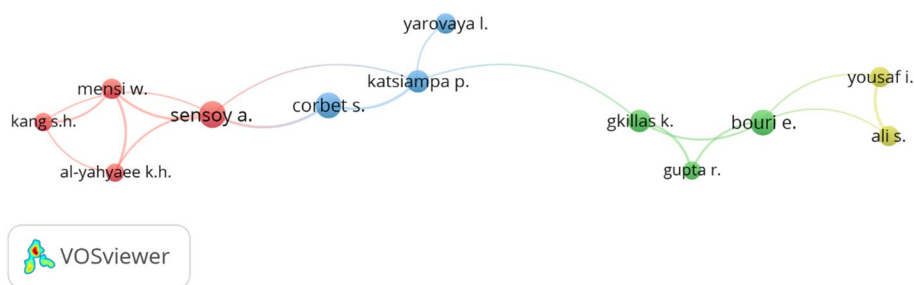 yarovaya l.
katsiampa p.
yousaf i.
mensi w.
corbet s.
sensoy a.
kang s.h.
gkillas k.
bouri e.
ali s.
al-yahyaee k.h.
gupta r.
VOSviewer